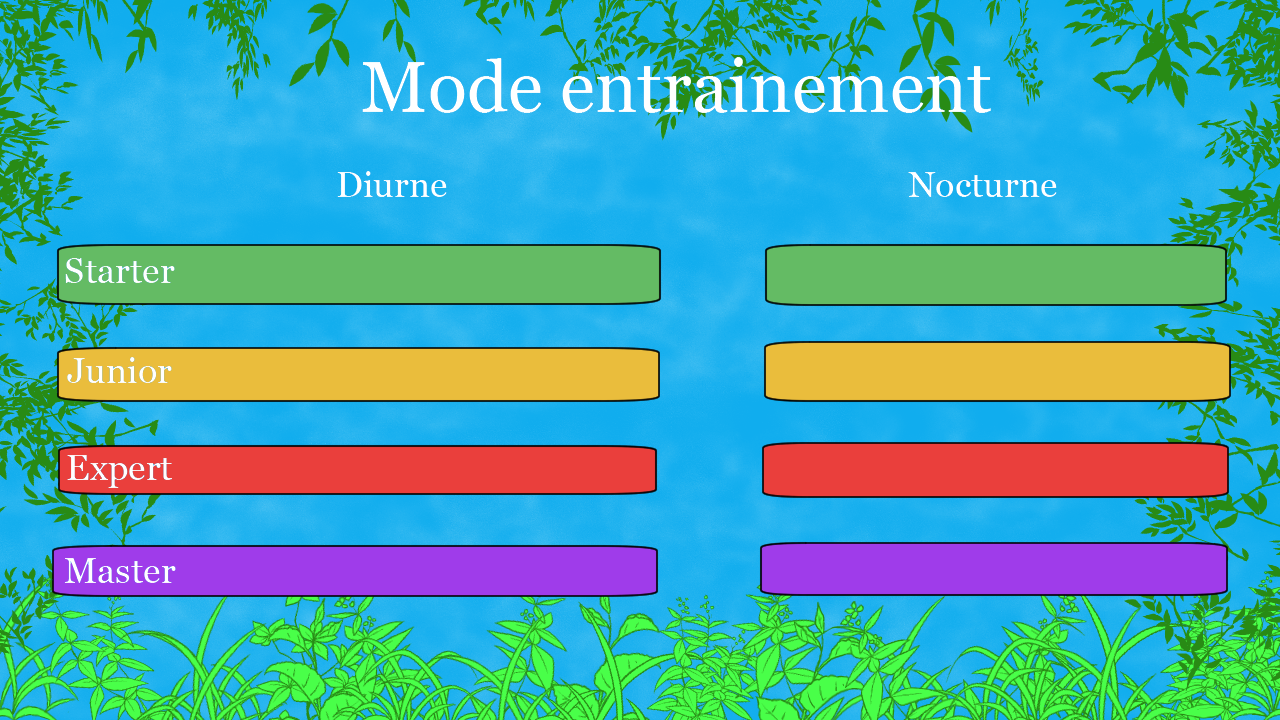 Mode entrainement
Diurne
Nocturne
Starter
Junior
Expert
Master